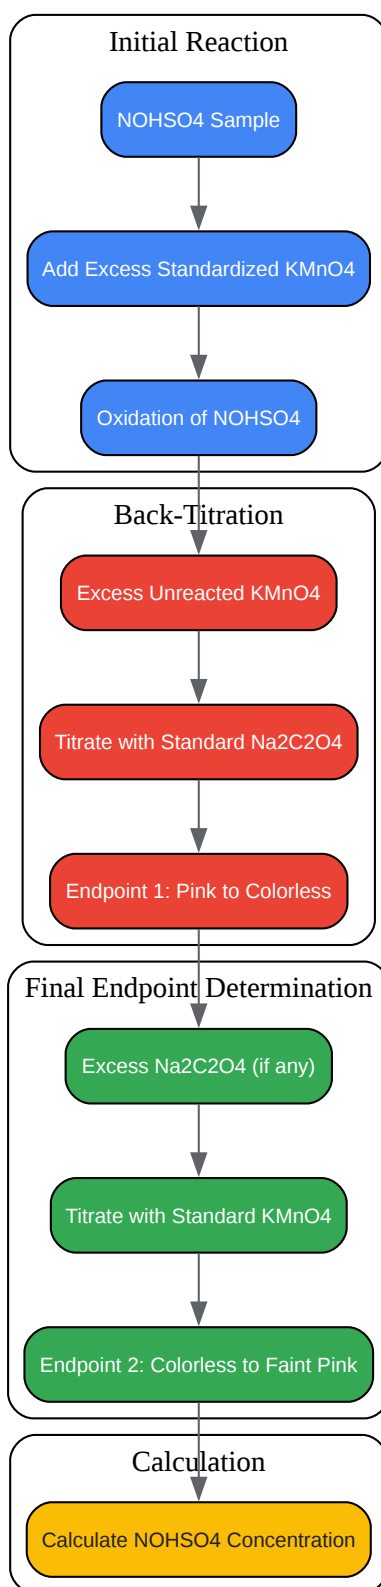 Initial Reaction
NOHSO4 Sample
Add Excess Standardized KMnO4
Oxidation of NOHSO4
Back-Titration
Excess Unreacted KMnO4
Titrate with Standard Na2C2O4
Endpoint 1: Pink to Colorless
Final Endpoint Determination
Excess Na2C2O4 (if any)
Titrate with Standard KMnO4
Endpoint 2: Colorless to Faint Pink
Calculation
Calculate NOHSO4 Concentration